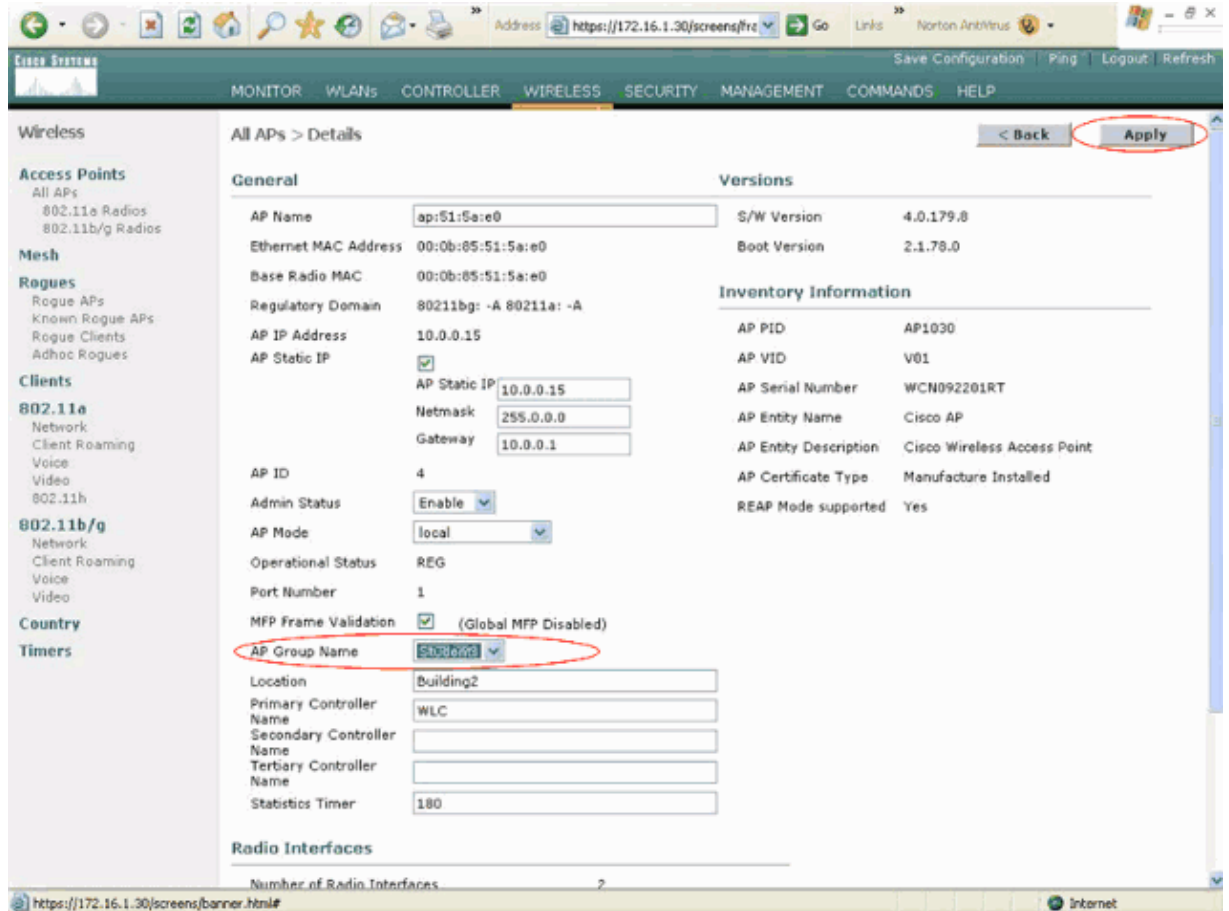 Address https://172.16.1.30/screens/fra Go Links Norton AntiVirus
CISCO SYSTEMS
Save Configuration | Ping | Logout | Refresh
MONITOR WLANs CONTROLLER WIRELESS SECURITY MANAGEMENT COMMANDS HELP
Wireless
Access Points
All APs
802.11a Radios
802.11b/g Radios
Mesh
Rogues
Rogue APs
Known Rogue APs
Rogue Clients
Adhoc Rogues
Clients
802.11a
Network
Client Roaming
Voice
Video
802.11h
802.11b/g
Network
Client Roaming
Voice
Video
Country
Timers
All APs > Details
< Back Apply
General
AP Name ap:51:5a:e0
Ethernet MAC Address 00:0b:85:51:5a:e0
Base Radio MAC 00:0b:85:51:5a:e0
Regulatory Domain 80211bg: -A 80211a: -A
AP IP Address 10.0.0.15
AP Static IP
AP Static IP 10.0.0.15
Netmask 255.0.0.0
Gateway 10.0.0.1
AP ID 4
Admin Status Enable
AP Mode local
Operational Status REG
Port Number 1
MFP Frame Validation (Global MFP Disabled)
AP Group Name
Location Building2
Primary Controller
Name WLC
Secondary Controller
Name
Tertiary Controller
Name
Statistics Timer 180
Versions
S/W Version 4.0.179.8
Boot Version 2.1.78.0
Inventory Information
AP PID AP1030
AP VID V01
AP Serial Number WCN092201RT
AP Entity Name Cisco AP
AP Entity Description Cisco Wireless Access Point
AP Certificate Type Manufacture Installed
REAP Mode supported Yes
Radio Interfaces
Number of Radio Interfaces 2
https://172.16.1.30/screens/banner.html# Internet